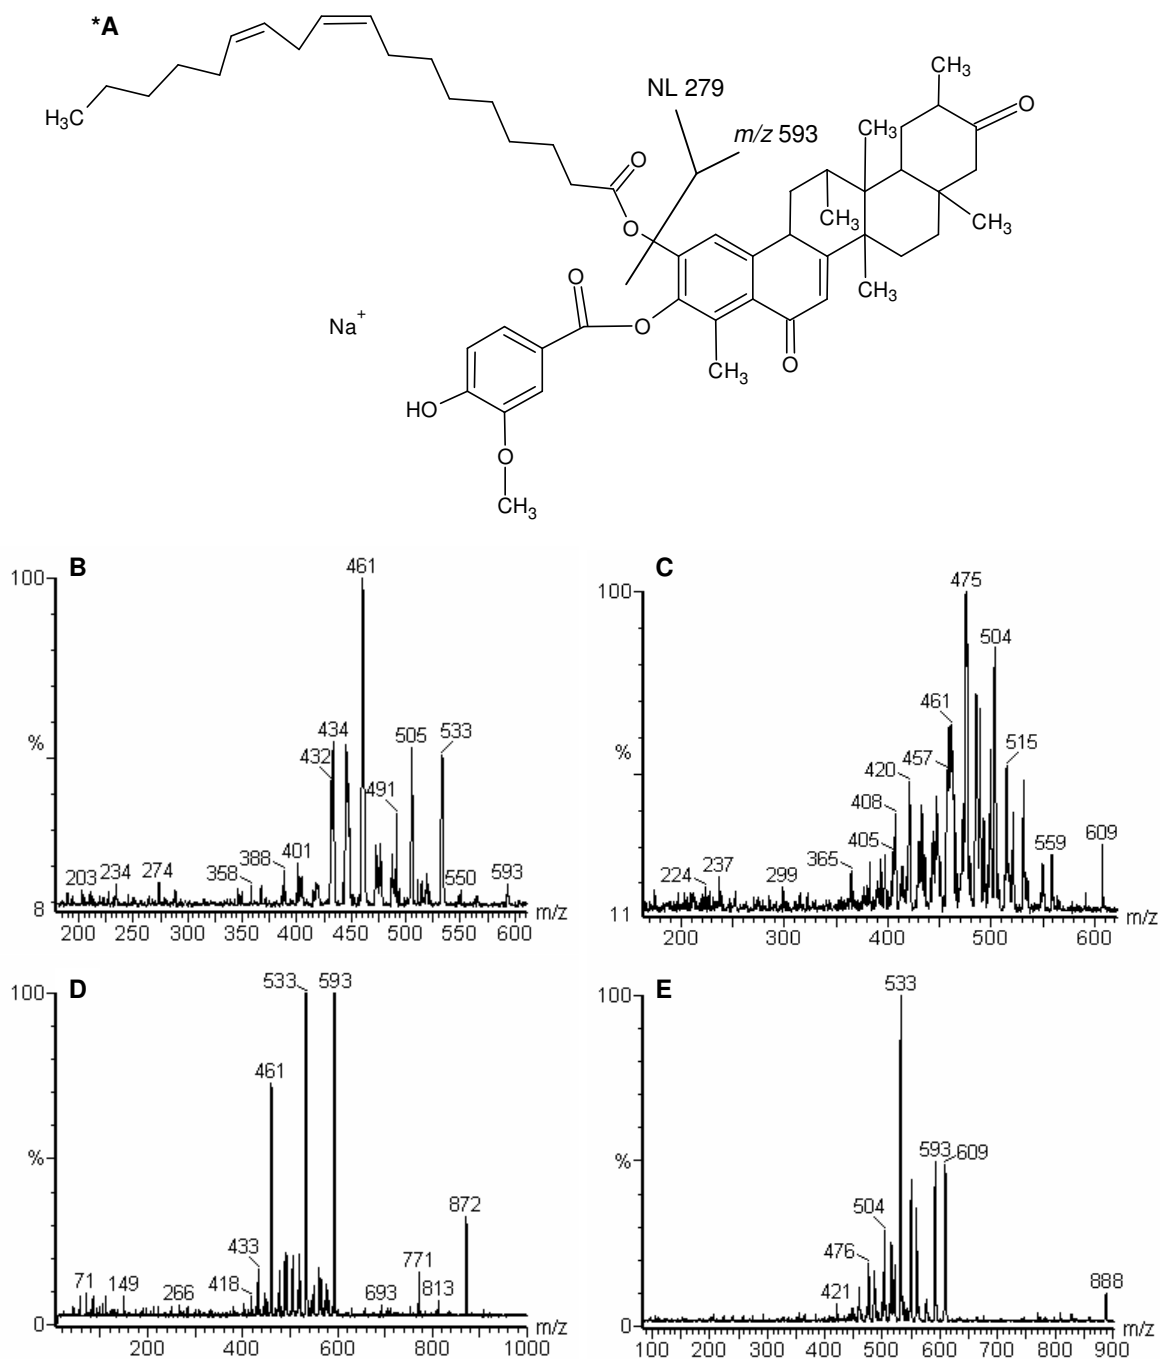 *A
NL 279
m/z 593
H3C
O
O
O
O
CH3
O
CH3
CH3
CH3
CH3
CH3
O
Na+
HO
O
CH3
B
100
%
8
461
434
432
505
533
491
388
401
358
203
234
274
550
593
200 250 300 350 400 450 500 550 600
m/z
C
100
%
11
475
504
461
515
457
420
408
405
365
224
237
299
559
609
200 300 400 500 600
m/z
D
100
%
0
533
593
461
872
433
418
771
813
71
149
266
693
200 400 600 800 1000
m/z
E
100
%
0
533
593
609
504
476
421
888
100 200 300 400 500 600 700 800 900
m/z